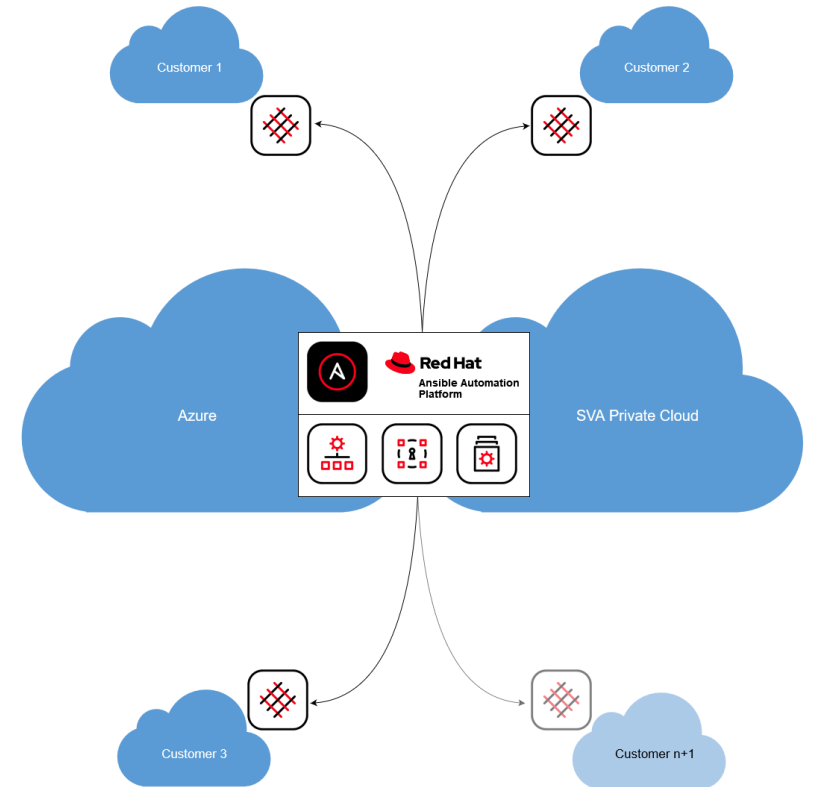 Customer 1
Customer 2
Red Hat
Ansible Automation
Platform
Azure
SVA Private Cloud
Customer 3
Customer n+1